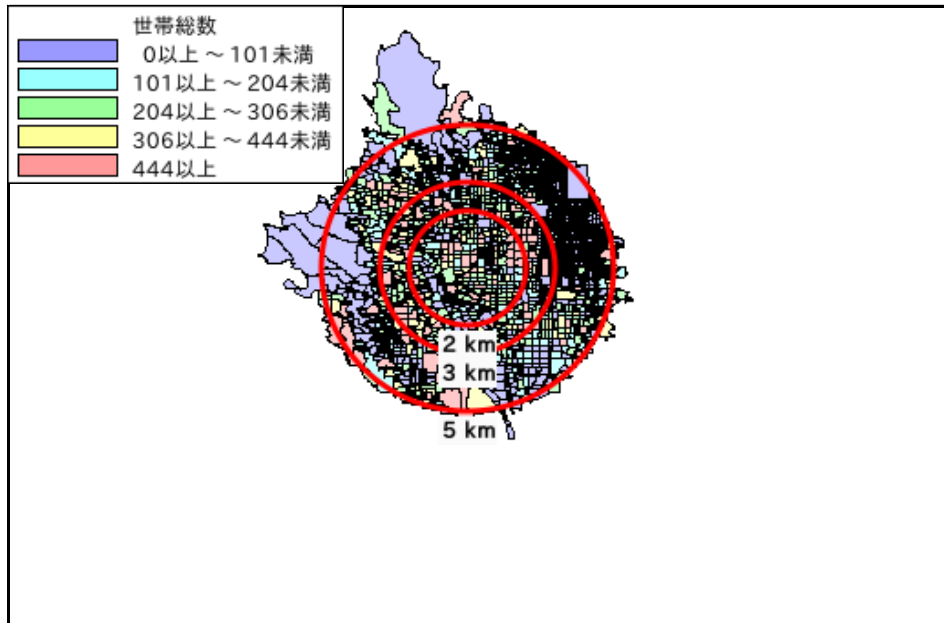 世帯総数
0以上 ～ 101未満
101以上 ～ 204未満
204以上 ～ 306未満
306以上 ～ 444未満
444以上
2 km
3 km
5 km